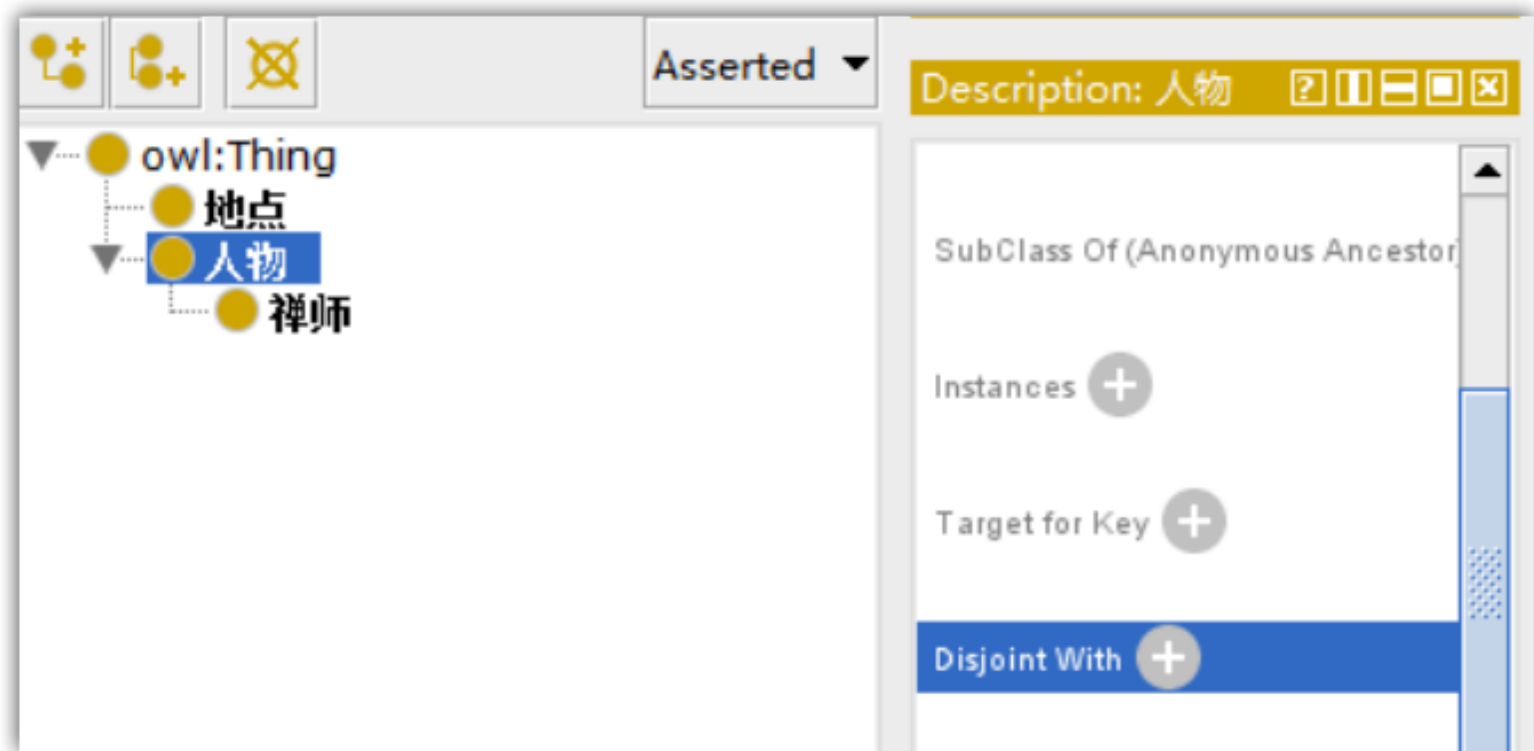 Asserted
owl:Thing
地点
人物
禅师
Description: 人物
SubClass Of (Anonymous Ancestor)
Instances
Target for Key
Disjoint With